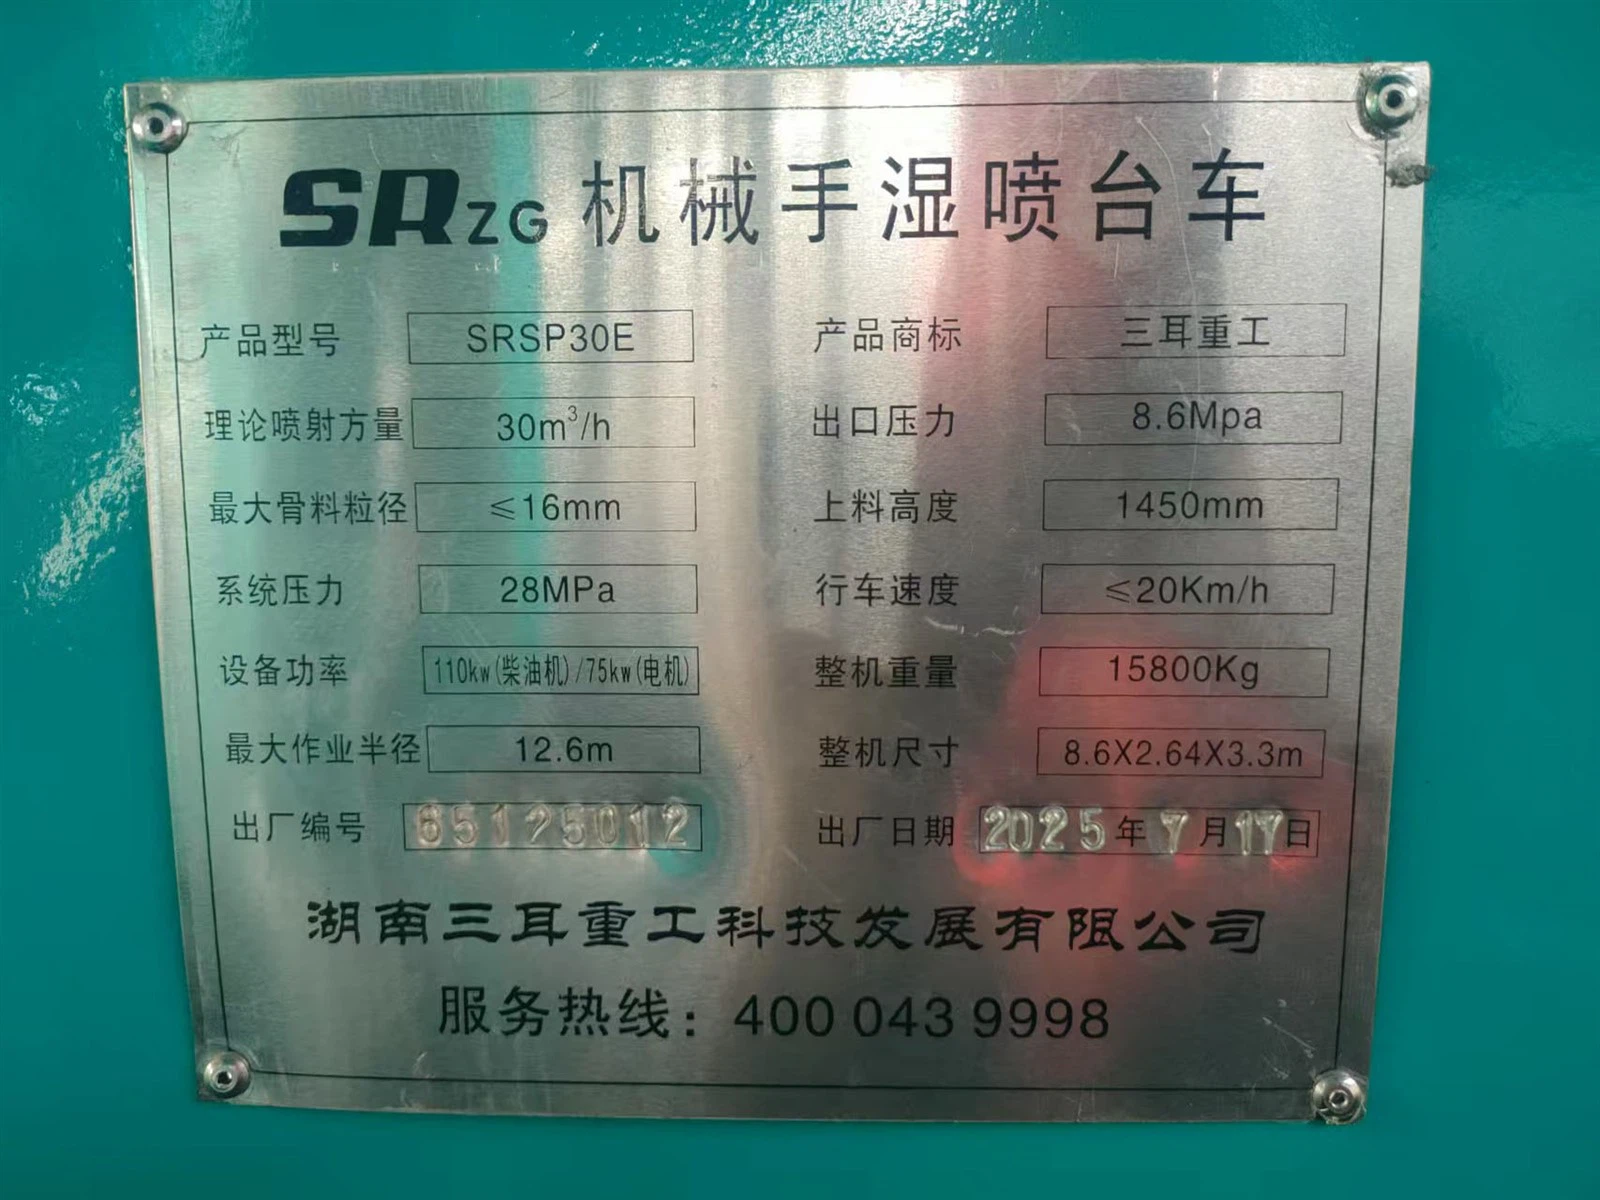 SRZG 机械手湿喷台车
产品型号 SRSP30E 产品商标 三耳重工
理论喷射方量 30m³/h 出口压力 8.6Mpa
最大骨料粒径 ≤16mm 上料高度 1450mm
系统压力 28MPa 行车速度 ≤20Km/h
设备功率 110kw(柴油机)/75kw(电机) 整机重量 15800Kg
最大作业半径 12.6m 整机尺寸 8.6X2.64X3.3m
出厂编号 65125012 出厂日期 2025年7月17日
湖南三耳重工科技发展有限公司
服务热线：400 043 9998